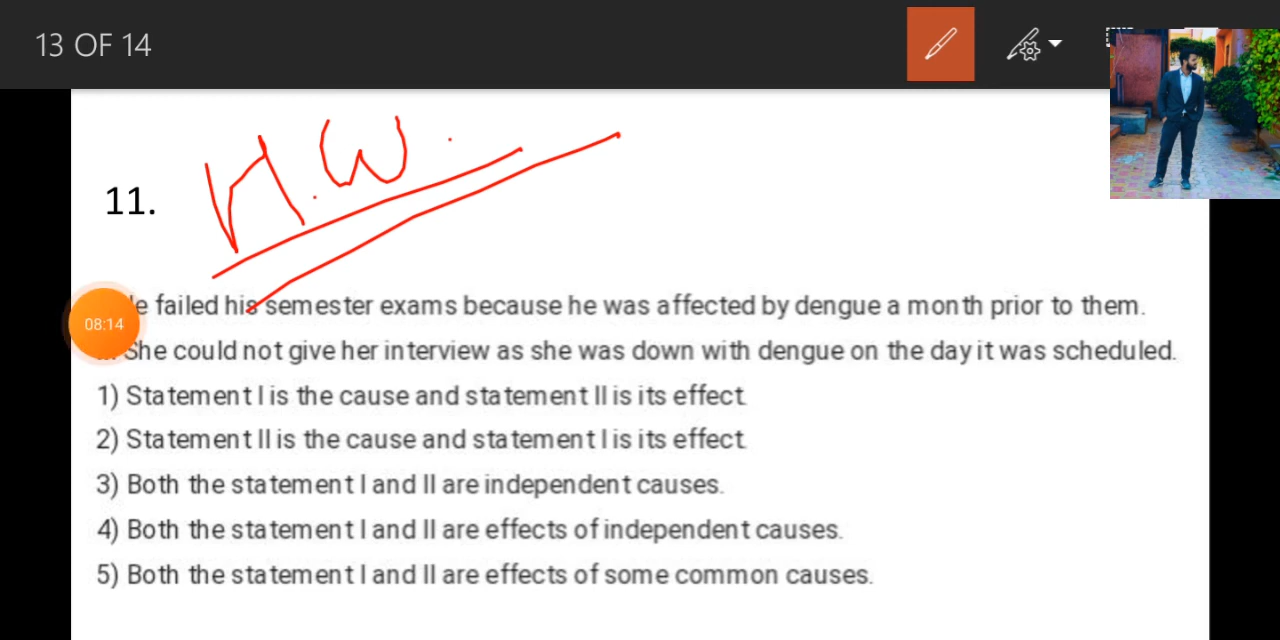 13 OF 14
H.W.
11.
e failed his semester exams because he was affected by dengue a month prior to them.
08:14
She could not give her interview as she was down with dengue on the day it was scheduled.
1) Statement I is the cause and statement II is its effect.
2) Statement II is the cause and statement I is its effect.
3) Both the statement I and II are independent causes.
4) Both the statement I and II are effects of independent causes.
5) Both the statement I and II are effects of some common causes.